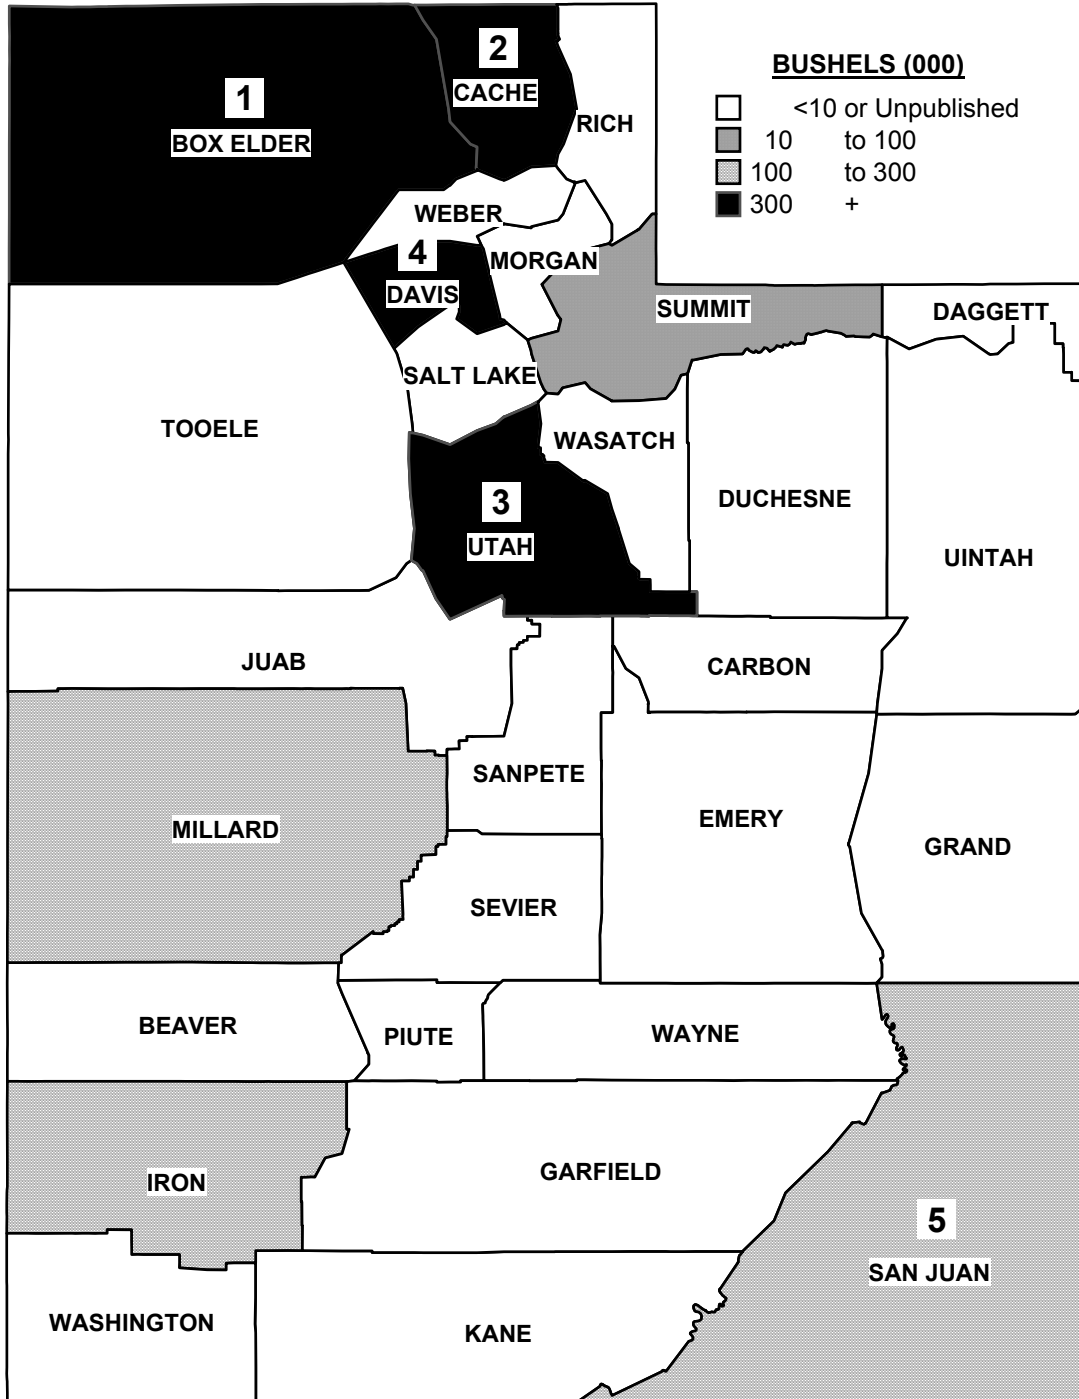 BUSHELS (000)
<10 or Unpublished
10 to 100
100 to 300
300 +
1
BOX ELDER
2
CACHE
RICH
WEBER
4
DAVIS
MORGAN
SUMMIT
DAGGETT
SALT LAKE
TOOELE
WASATCH
3
UTAH
DUCHESNE
UINTAH
JUAB
CARBON
SANPETE
MILLARD
EMERY
GRAND
SEVIER
BEAVER
PIUTE
WAYNE
IRON
GARFIELD
5
SAN JUAN
WASHINGTON
KANE